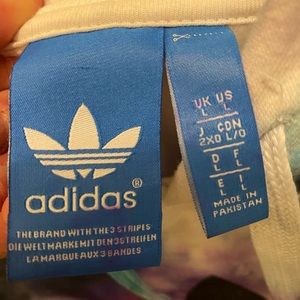 adidas®
THE BRAND WITH THE 3 STRIPES
DIE WELTMARKE MIT DEN 3 STREIFEN
LA MARQUE AUX 3 BANDES
UK US
L L
J CDN
2XO L/G
D F
L L
E I
L L
MADE IN
PAKISTAN